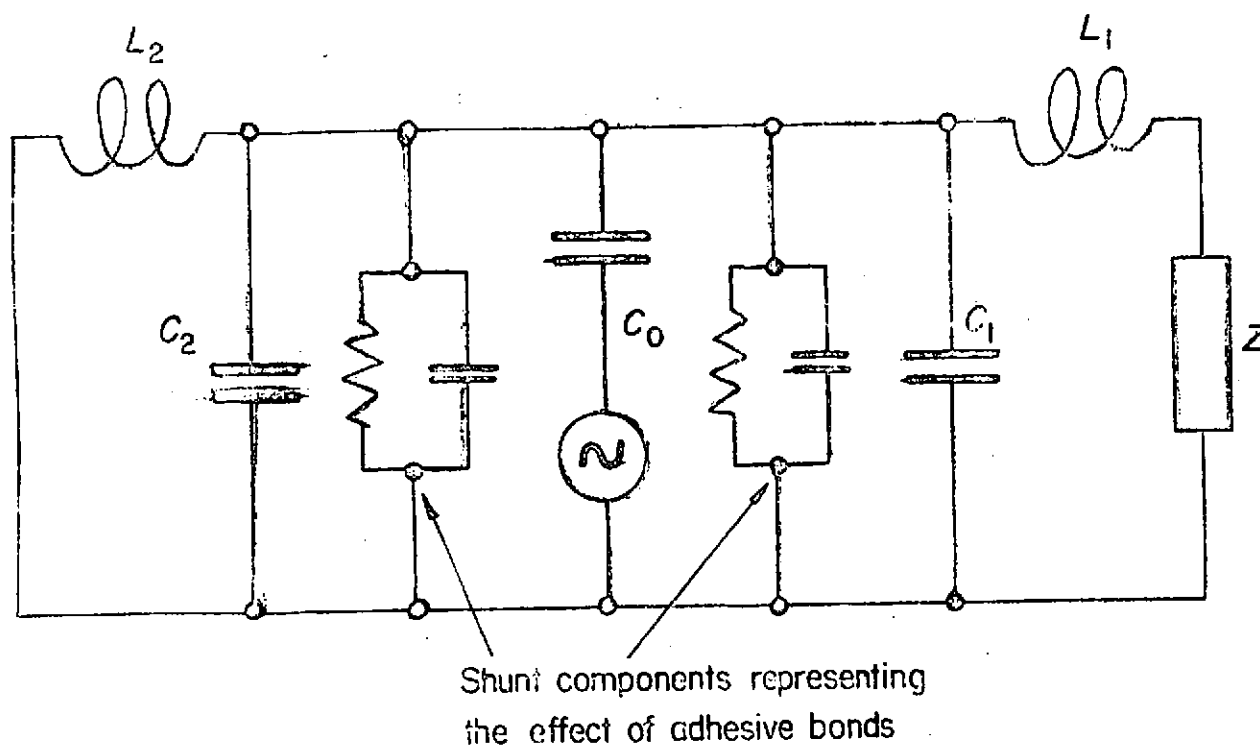 L2
L1
C2
C0
C1
Z
Shunt components representing
the effect of adhesive bonds